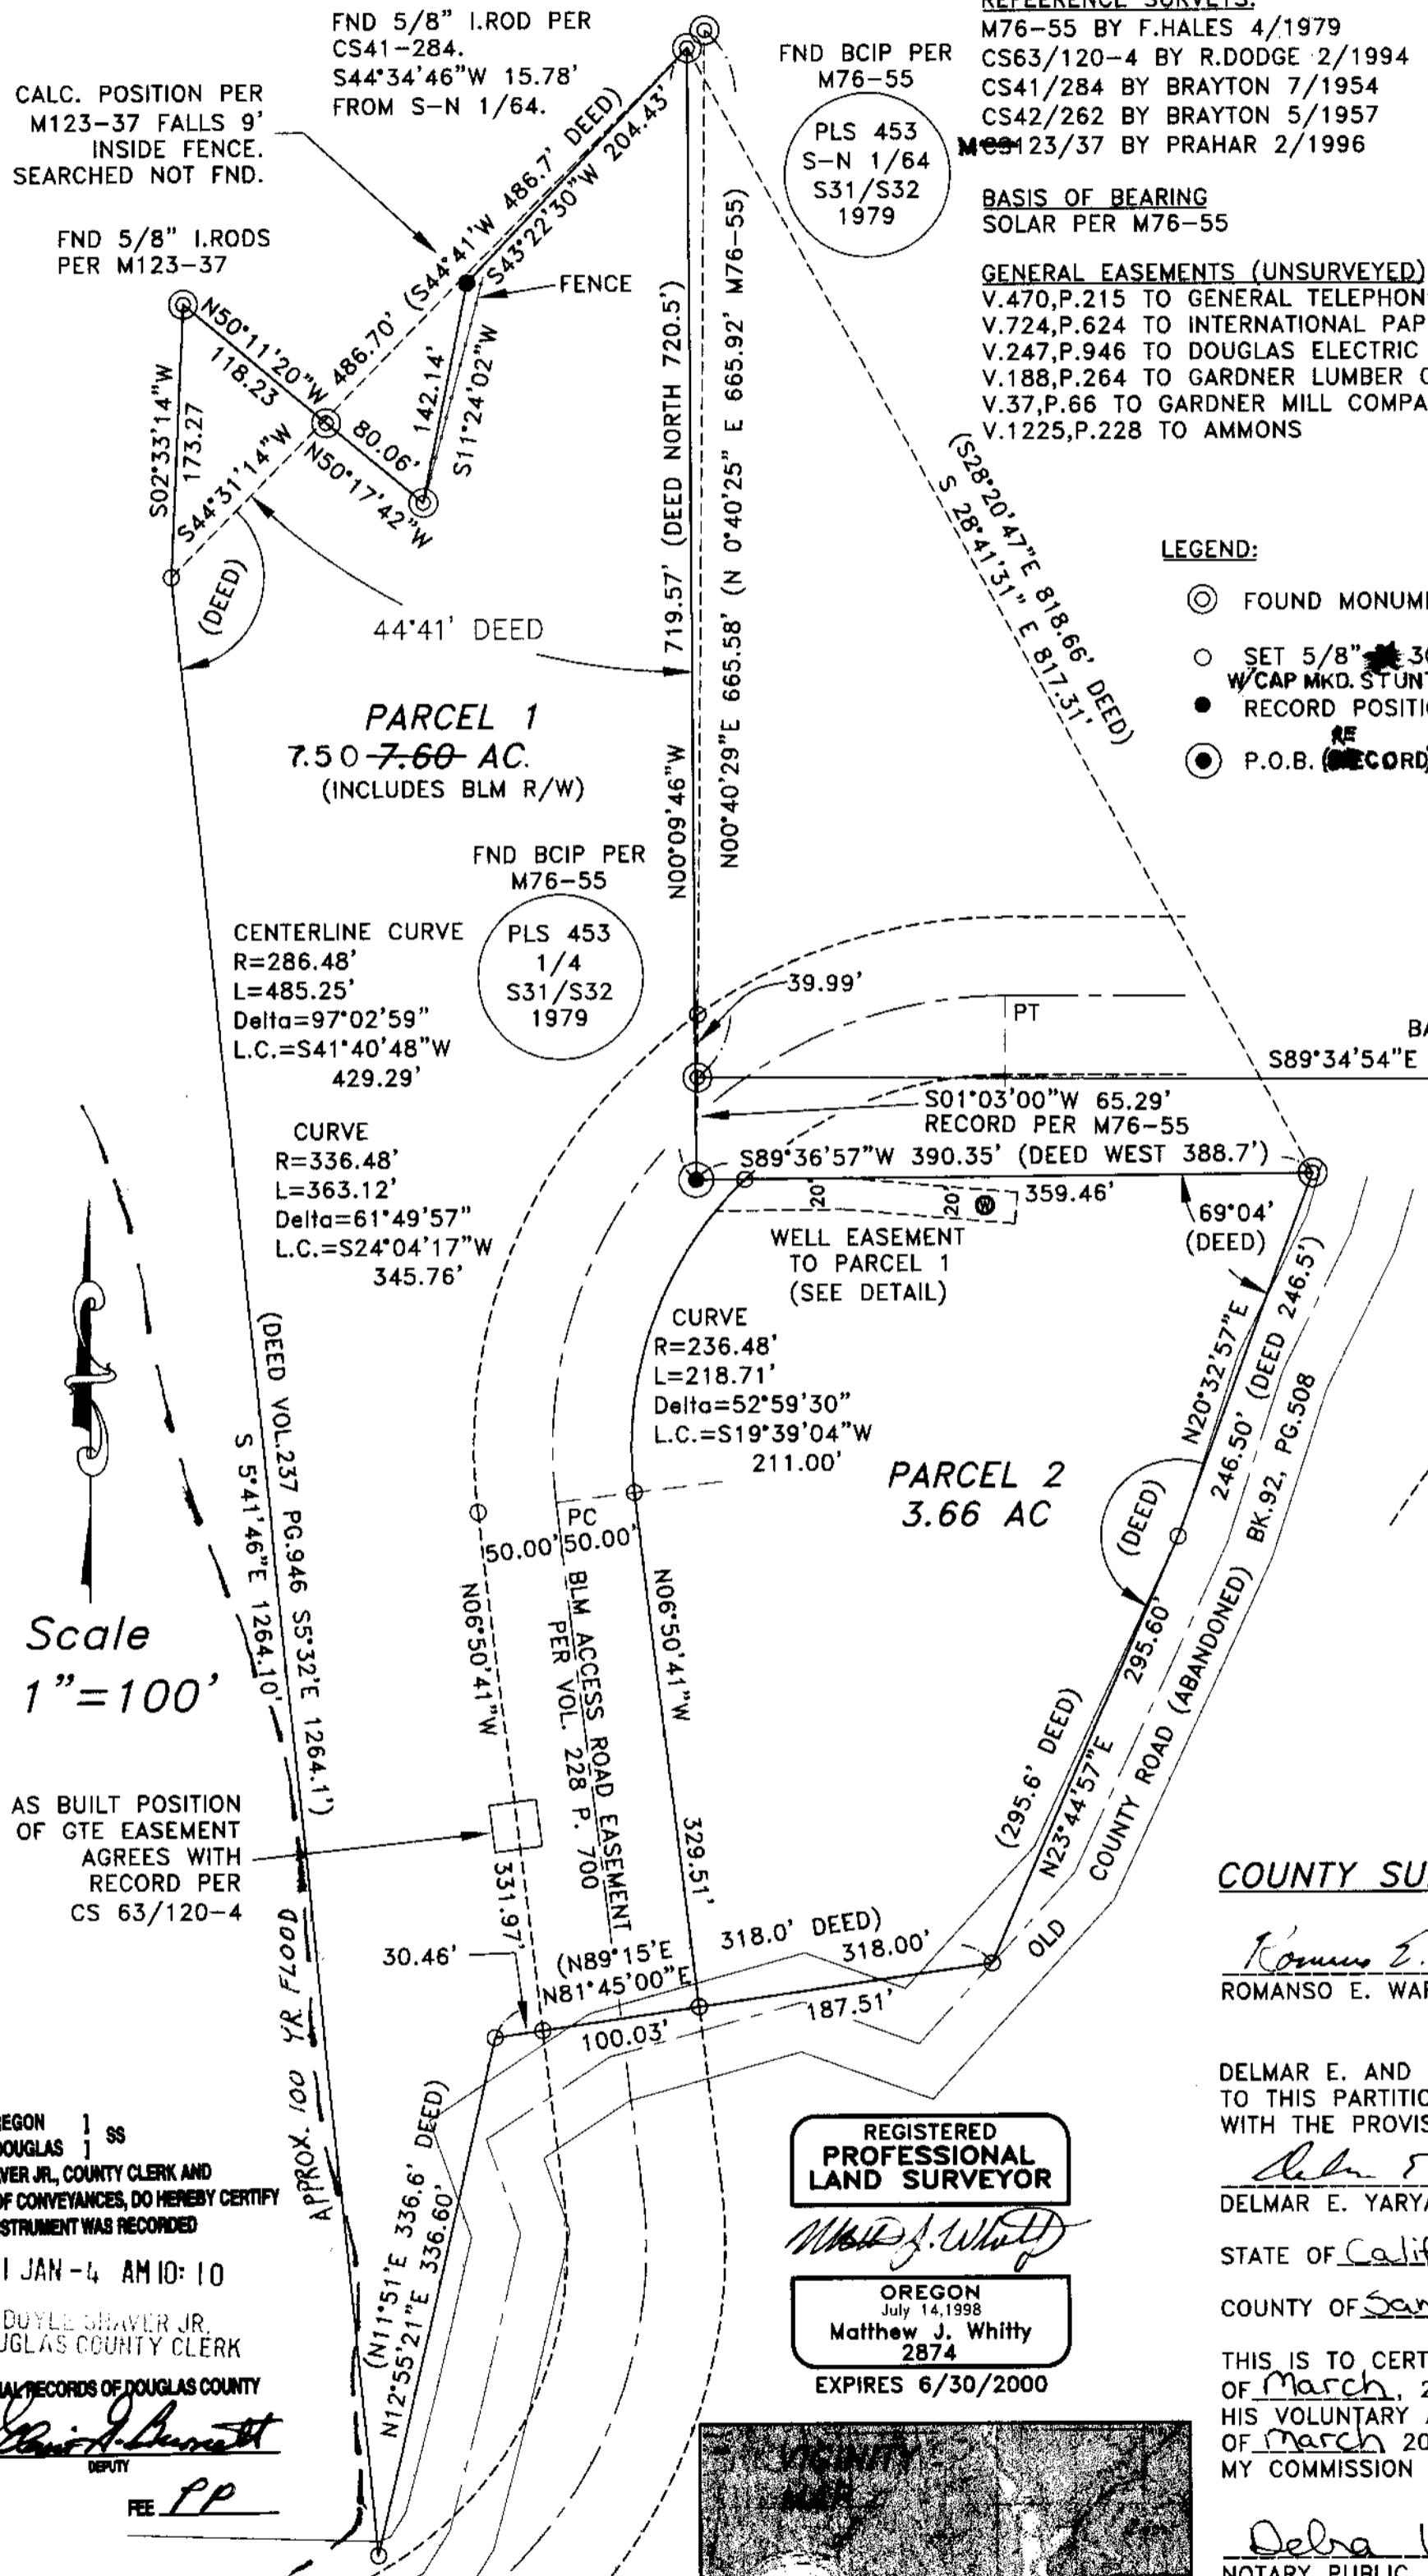 REFEERENCE SURVEYS:
M76-55 BY F.HALES 4/1979
CS63/120-4 BY R.DODGE 2/1994
CS41/284 BY BRAYTON 7/1954
CS42/262 BY BRAYTON 5/1957
M123/37 BY PRAHAR 2/1996
BASIS OF BEARING
SOLAR PER M76-55
GENERAL EASEMENTS (UNSURVEYED)
V.470,P.215 TO GENERAL TELEPHON
V.724,P.624 TO INTERNATIONAL PAP
V.247,P.946 TO DOUGLAS ELECTRIC
V.188,P.264 TO GARDNER LUMBER
V.37,P.66 TO GARDNER MILL COMPA
V.1225,P.228 TO AMMONS
FND 5/8" I.ROD PER
CS41-284.
S44°34'46"W 15.78'
FROM S-N 1/64.
FND BCIP PER
M76-55
PLS 453
S-N 1/64
S31/S32
1979
CALC. POSITION PER
M123-37 FALLS 9'
INSIDE FENCE.
SEARCHED NOT FND.
FND 5/8" I.RODS
PER M123-37
486.70' (S44°41'W 486.7' DEED)
S43°22'30"W 204.43'
FENCE
N50°11'20"W
118.23
S02°33'14"W
173.27
S44°31'14"W
80.06'
N50°17'42"W
142.14'
S11°24'02"W
(DEED)
44°41' DEED
719.57' (DEED NORTH 720.5')
N00°09'46"W
N00°40'29"E 665.58' (N 0°40'25" E 665.92' M76-55)
(S28°20'47"E 818.66' DEED)
S 28°41'31" E 817.31'
LEGEND:
FOUND MONUM
SET 5/8"
W/CAP MKD. STUN
RECORD POSITI
P.O.B. (RECORD
PARCEL 1
7.50 7.60 AC.
(INCLUDES BLM R/W)
FND BCIP PER
M76-55
PLS 453
1/4
S31/S32
1979
CENTERLINE CURVE
R=286.48'
L=485.25'
Delta=97°02'59"
L.C.=S41°40'48"W
429.29'
39.99'
PT
S89°34'54"E
S01°03'00"W 65.29'
RECORD PER M76-55
S89°36'57"W 390.35' (DEED WEST 388.7')
359.46'
20'
20'
W
69°04'
(DEED)
WELL EASEMENT
TO PARCEL 1
(SEE DETAIL)
CURVE
R=336.48'
L=363.12'
Delta=61°49'57"
L.C.=S24°04'17"W
345.76'
CURVE
R=236.48'
L=218.71'
Delta=52°59'30"
L.C.=S19°39'04"W
211.00'
PARCEL 2
3.66 AC
N20°32'57"E
246.50' (DEED 246.5')
(DEED)
OLD COUNTY ROAD (ABANDONED) BK.92, PG.508
(DEED VOL.237 PG.946 S5°32'E 1264.1')
S 5°41'46"E 1264.10'
Scale
1"=100'
PC
50.00' 50.00'
N06°50'41"W
331.97'
BLM ACCESS ROAD EASEMENT
PER VOL. 228 P. 700
N06°50'41"W
329.51'
(295.6' DEED)
N23°44'57"E
295.60'
AS BUILT POSITION
OF GTE EASEMENT
AGREES WITH
RECORD PER
CS 63/120-4
APPROX. 100 YR FLOOD
30.46'
(N89°15'E 318.0' DEED)
N81°45'00"E 318.00'
100.03'
187.51'
(N11°51'E 336.6' DEED)
N12°55'21"E 336.60'
COUNTY SU
ROMANSO E. WA
DELMAR E. AND
TO THIS PARTITIO
WITH THE PROVIS
DELMAR E. YARY
STATE OF Calif
COUNTY OF San
THIS IS TO CERT
OF March, 2
HIS VOLUNTARY
OF March 20
MY COMMISSION
Debra
NOTARY PUBLIC
REGISTERED
PROFESSIONAL
LAND SURVEYOR
Matthew J. Whitty
OREGON
July 14,1998
Matthew J. Whitty
2874
EXPIRES 6/30/2000
VICINITY
MAP
EGON ] SS
DOUGLAS ]
VER JR., COUNTY CLERK AND
OF CONVEYANCES, DO HEREBY CERTIFY
STRUMENT WAS RECORDED
1 JAN -4 AM 10: 10
DOYLE SHAVER JR.
UGLAS COUNTY CLERK
RECORDS OF DOUGLAS COUNTY
DEPUTY
FEE PP